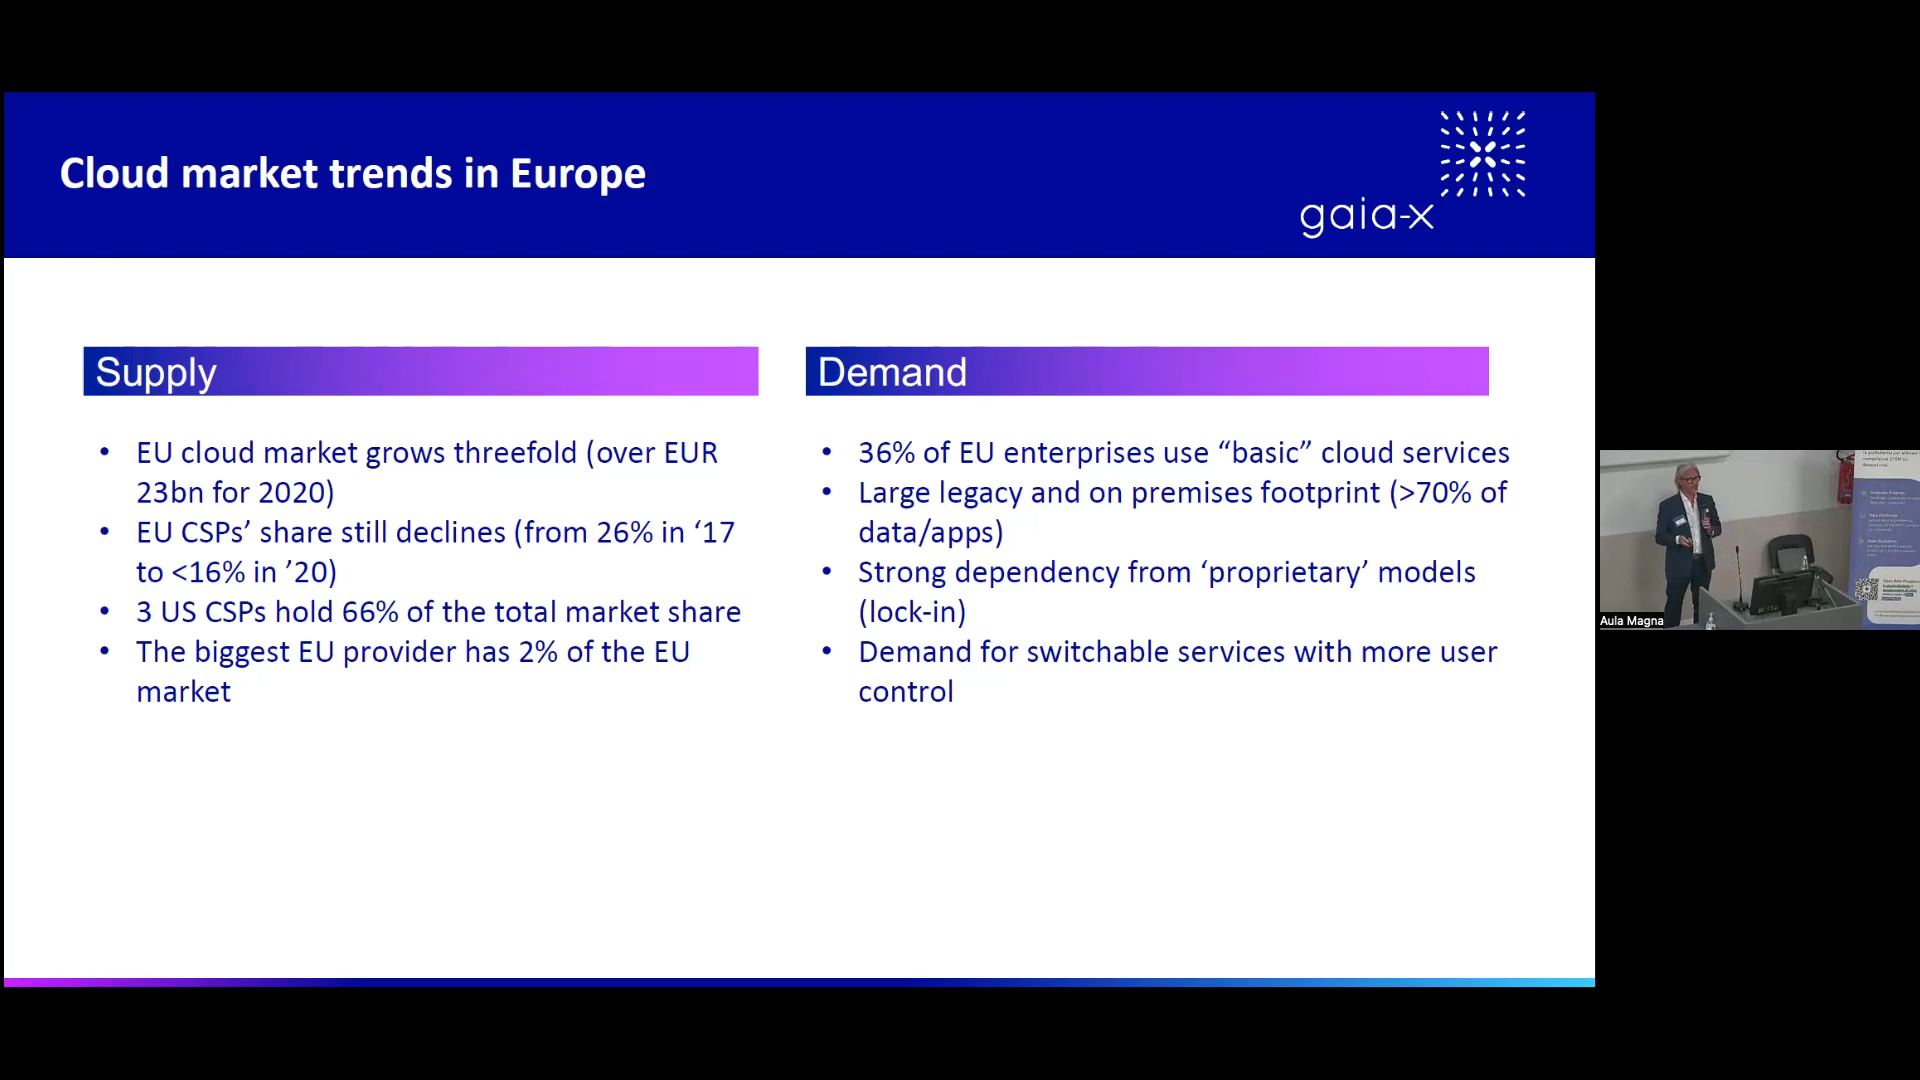 Cloud market trends in Europe
gaia-x
Supply
• EU cloud market grows threefold (over EUR
23bn for 2020)
• EU CSPs’ share still declines (from 26% in ‘17
to <16% in ’20)
• 3 US CSPs hold 66% of the total market share
• The biggest EU provider has 2% of the EU
market
Demand
• 36% of EU enterprises use “basic” cloud services
• Large legacy and on premises footprint (>70% of
data/apps)
• Strong dependency from ‘proprietary’ models
(lock-in)
• Demand for switchable services with more user
control
Aula Magna